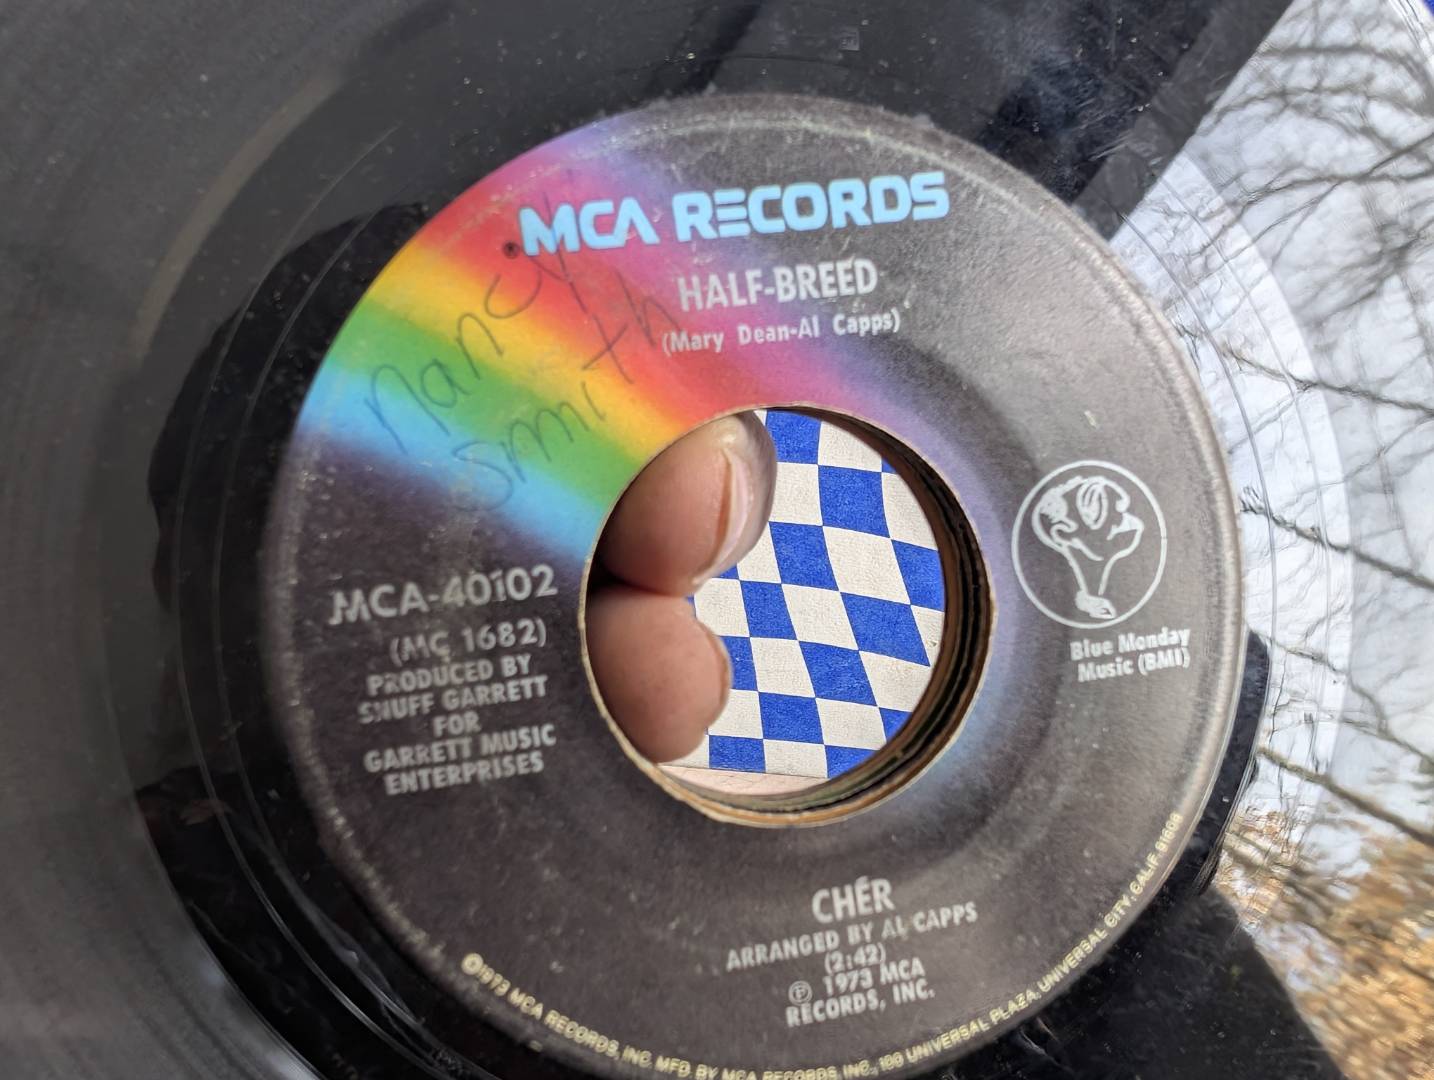 MCA RECORDS
®
HALF-BREED
(Mary Dean-Al Capps)
Nancy
Smith
MCA-40102
(MC 1682)
PRODUCED BY
SNUFF GARRETT
FOR
GARRETT MUSIC
ENTERPRISES
Blue Monday
Music (BMI)
CHÉR
ARRANGED BY AL CAPPS
(2:42)
℗ 1973 MCA
RECORDS, INC.
©1973 MCA RECORDS, INC. MFD. BY MCA RECORDS, INC., 100 UNIVERSAL PLAZA, UNIVERSAL CITY, CALIF. 91608